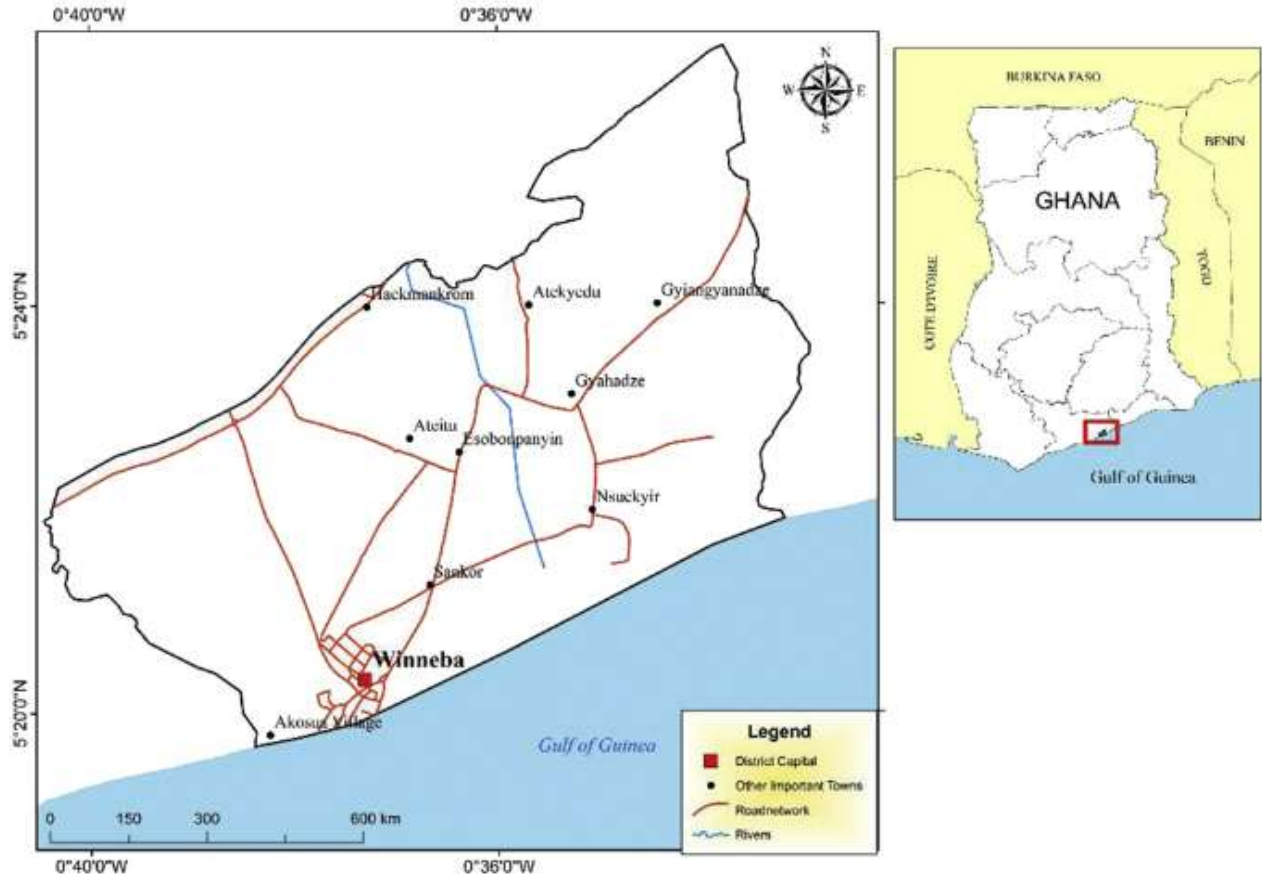 0°40'0"W 0°36'0"W
N
W E
S
BURKINA FASO
BENIN
GHANA
TOGO
COTE D'IVOIRE
Gulf of Guinea
5°24'0"N
Hackmankrom
Atekyedu
Gyiangyanadze
Gyahadze
Ateitu
Esobonpanyin
Nsuekyir
Sankor
Winneba
5°20'0"N
Akosua Village
Gulf of Guinea
0 150 300 600 km
Legend
District Capital
Other Important Towns
Roadnetwork
Rivers
0°40'0"W 0°36'0"W